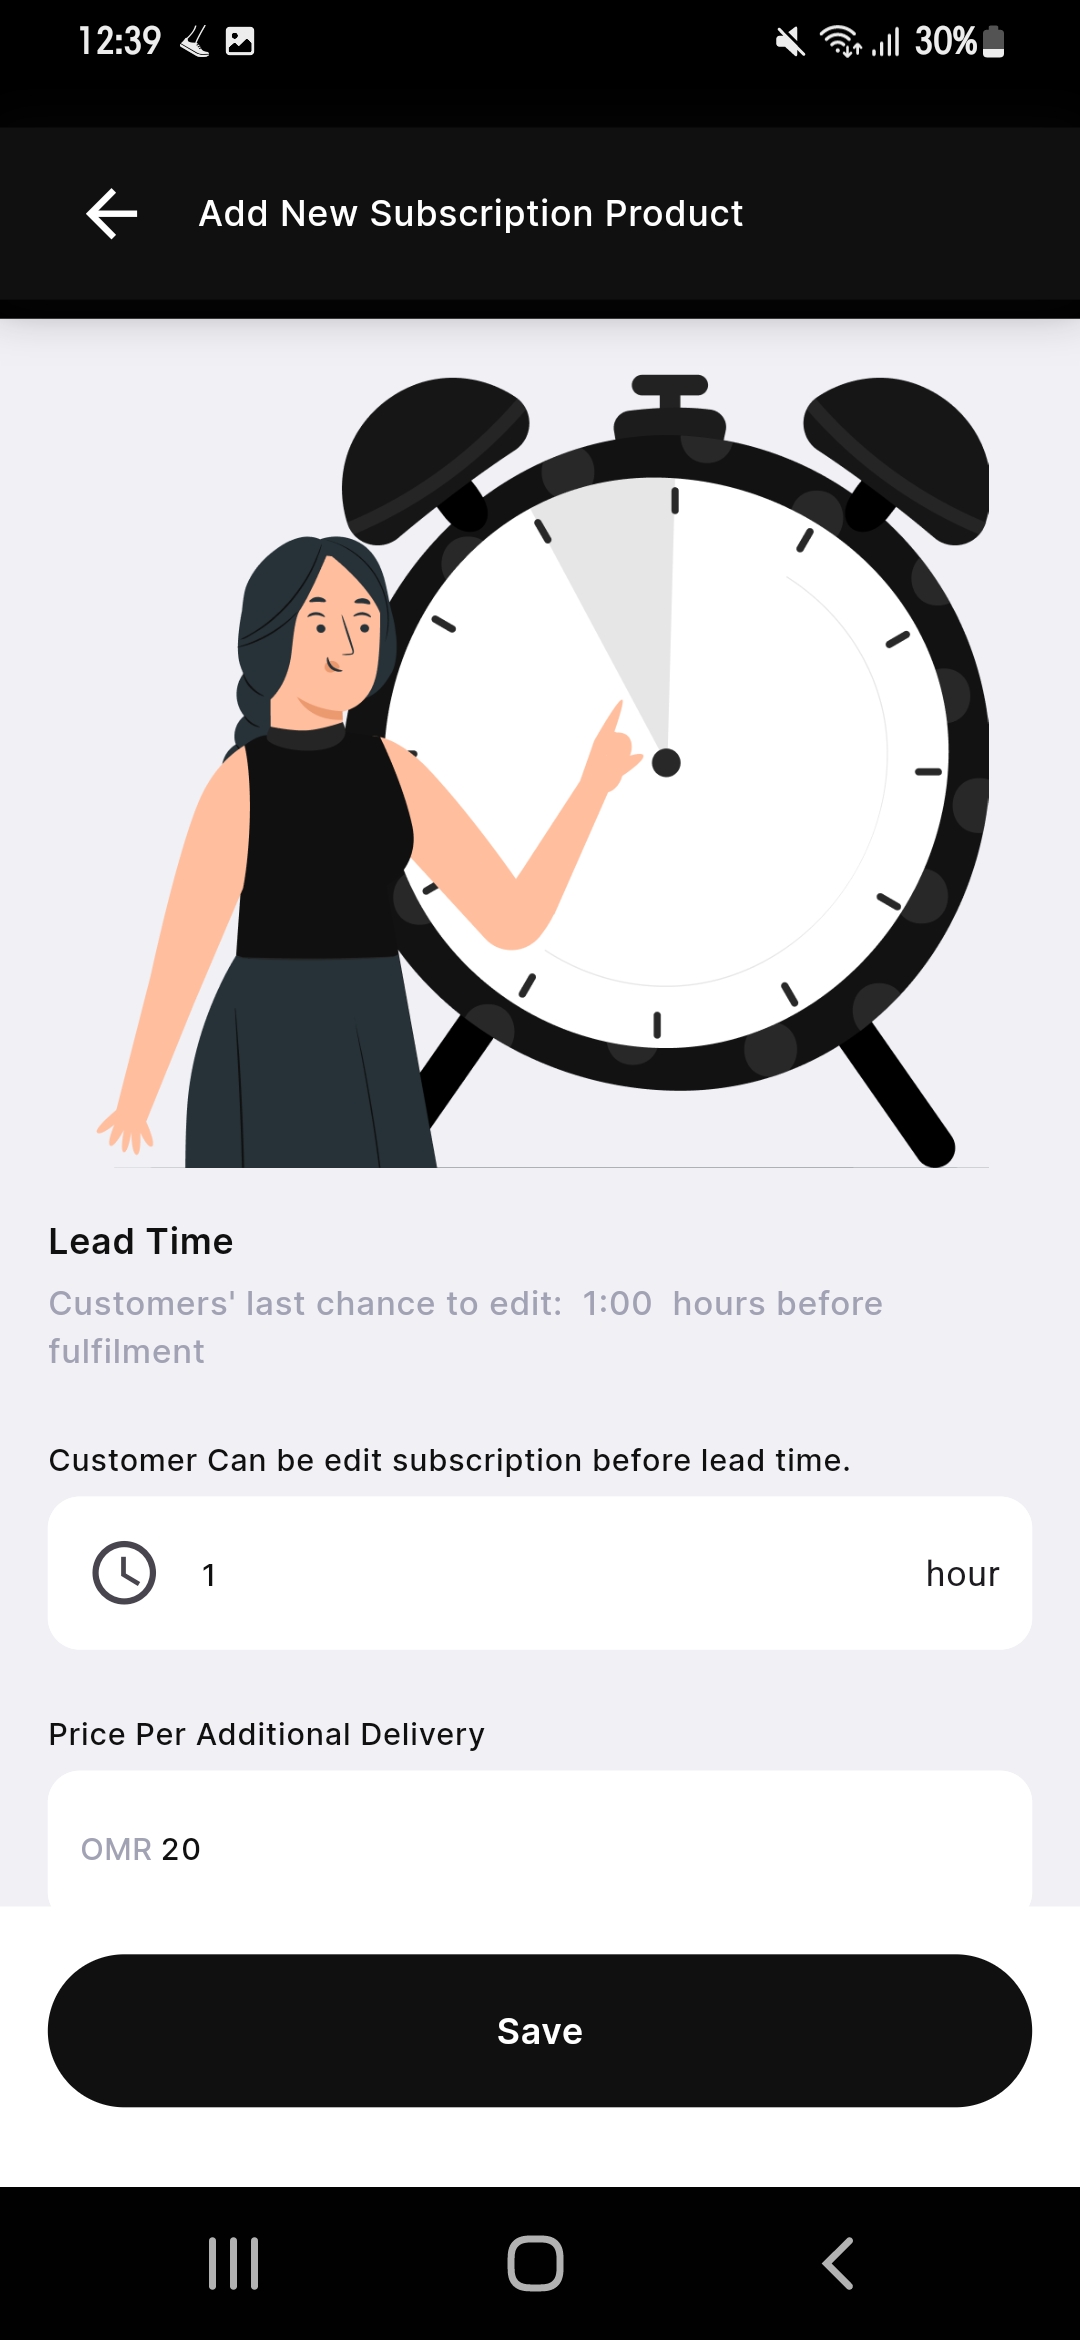 12:39
30%
Add New Subscription Product
Lead Time
Customers' last chance to edit: 1:00 hours before
fulfilment
Customer Can be edit subscription before lead time.
1 hour
Price Per Additional Delivery
OMR 20
Save